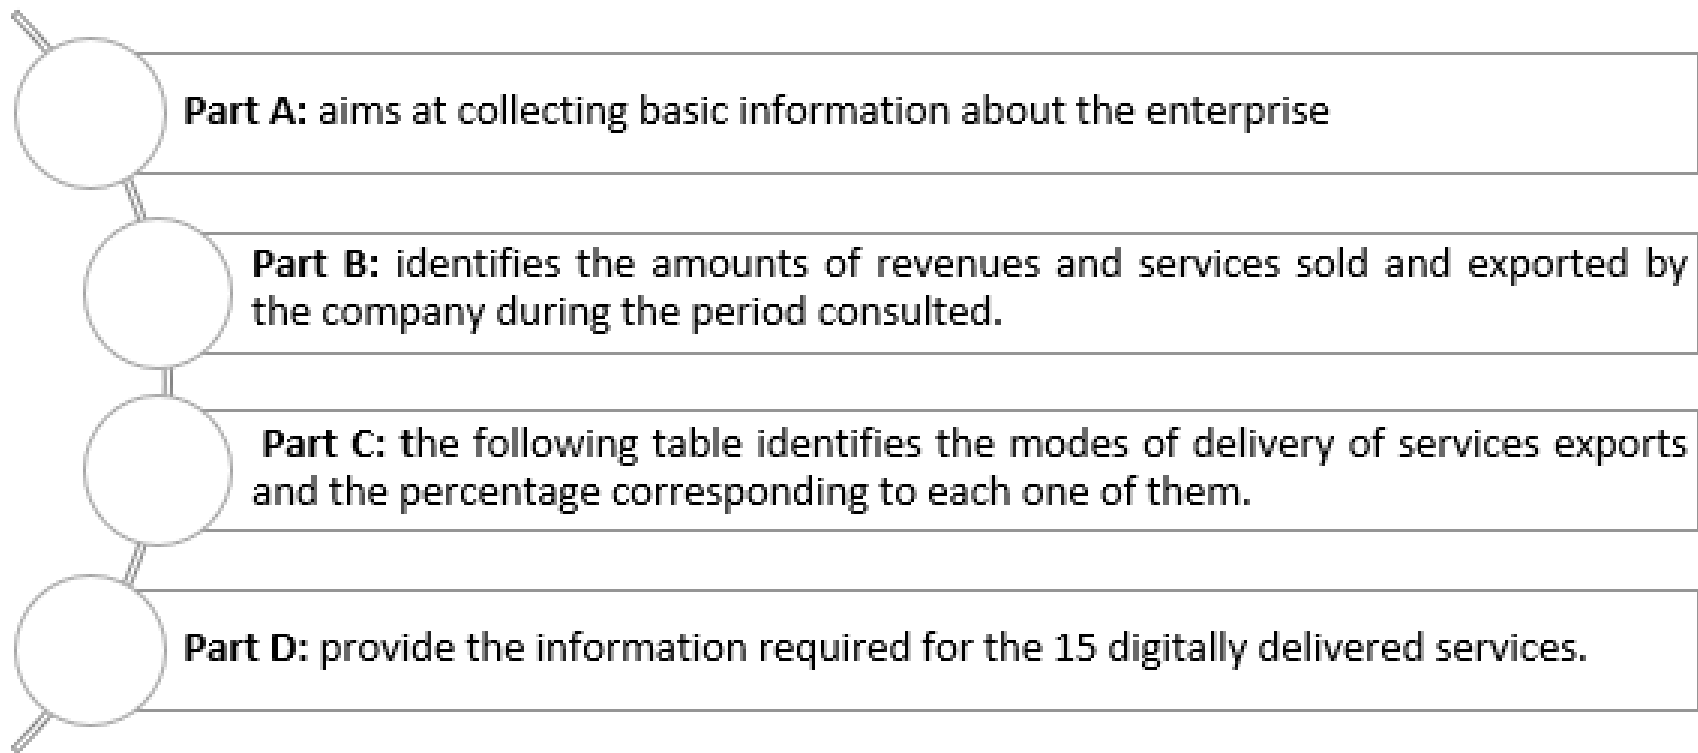 Part A: aims at collecting basic information about the enterprise
Part B: identifies the amounts of revenues and services sold and exported by
the company during the period consulted.
Part C: the following table identifies the modes of delivery of services exports
and the percentage corresponding to each one of them.
Part D: provide the information required for the 15 digitally delivered services.